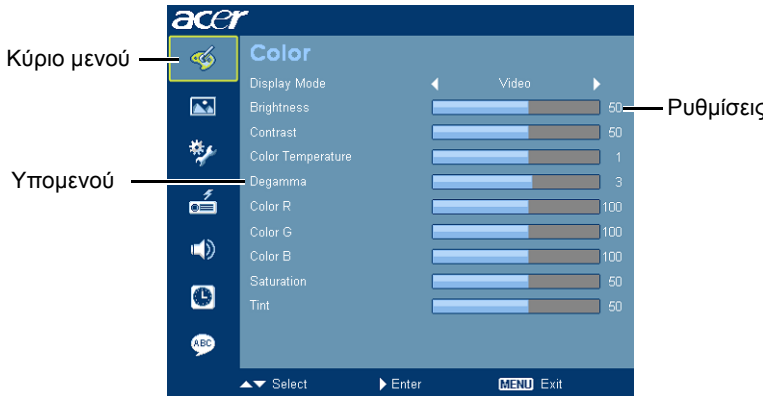 acer
Κύριο μενού
Color
Display Mode Video
Brightness 50 Ρυθμίσεις
Contrast 50
Color Temperature 1
Υπομενού
Degamma 3
Color R 100
Color G 100
Color B 100
Saturation 50
Tint 50
ABC
Select Enter MENU Exit